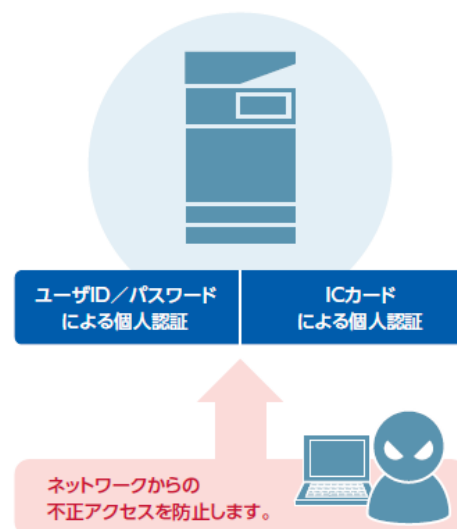 ユーザID／パスワード
による個人認証
ICカード
による個人認証
ネットワークからの
不正アクセスを防止します。